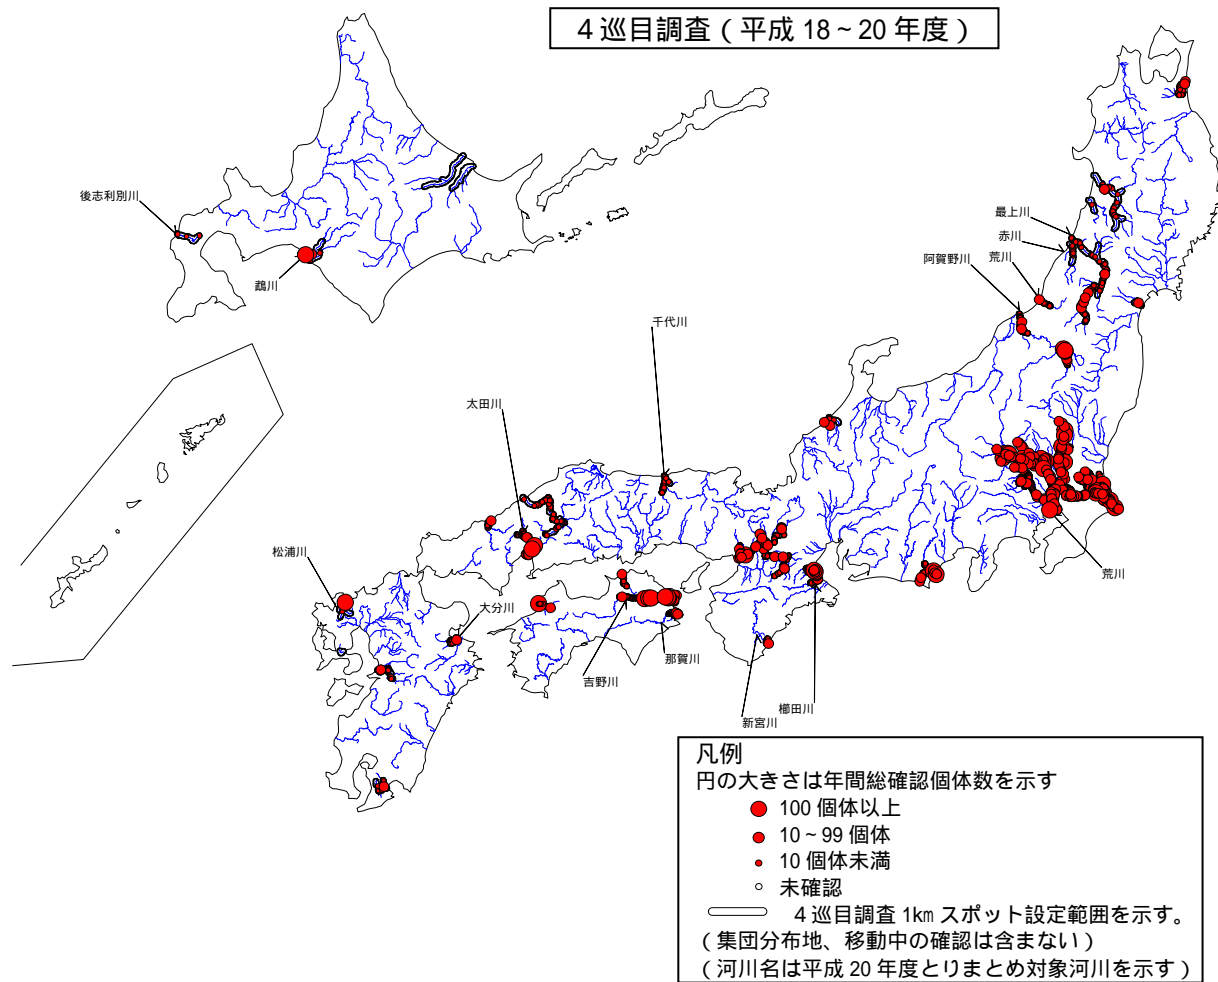 4巡目調査(平成18~20年度)
後志利別川
鵡川
最上川
赤川
荒川
阿賀野川
千代川
太田川
松浦川
大分川
吉野川
那賀川
新宮川
櫛田川
荒川
凡例
円の大きさは年間総確認個体数を示す
100個体以上
10~99個体
10個体未満
未確認
4巡目調査1kmスポット設定範囲を示す。
(集団分布地、移動中の確認は含まない)
(河川名は平成20年度とりまとめ対象河川を示す)